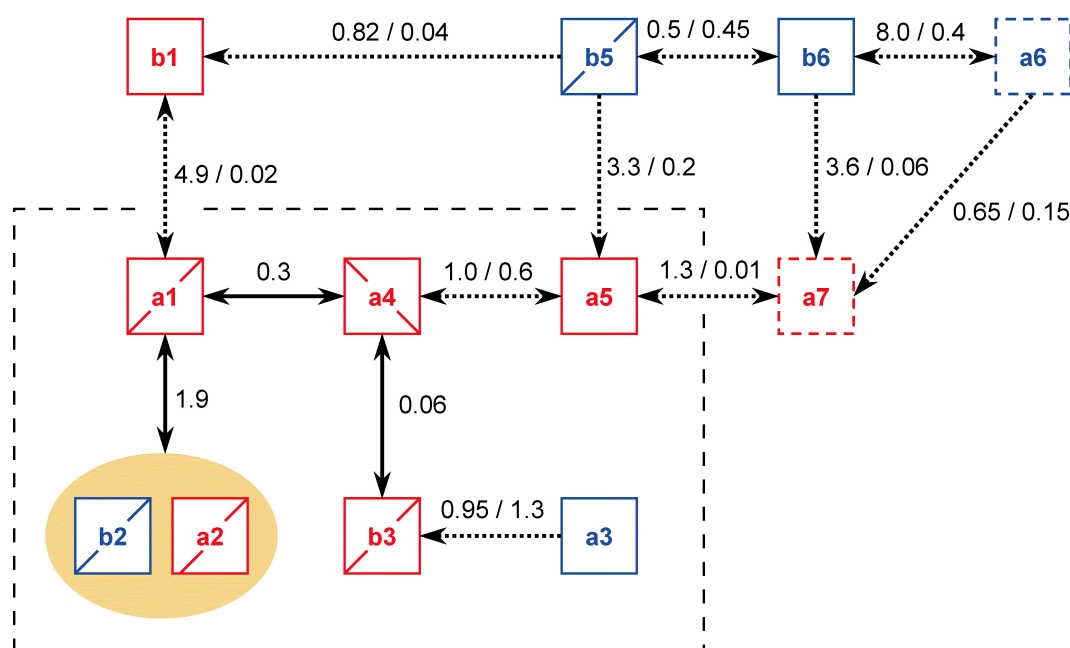 b1
0.82 / 0.04
b5
0.5 / 0.45
b6
8.0 / 0.4
a6
4.9 / 0.02
3.3 / 0.2
3.6 / 0.06
0.65 / 0.15
a1
0.3
a4
1.0 / 0.6
a5
1.3 / 0.01
a7
1.9
0.06
b2
a2
b3
0.95 / 1.3
a3